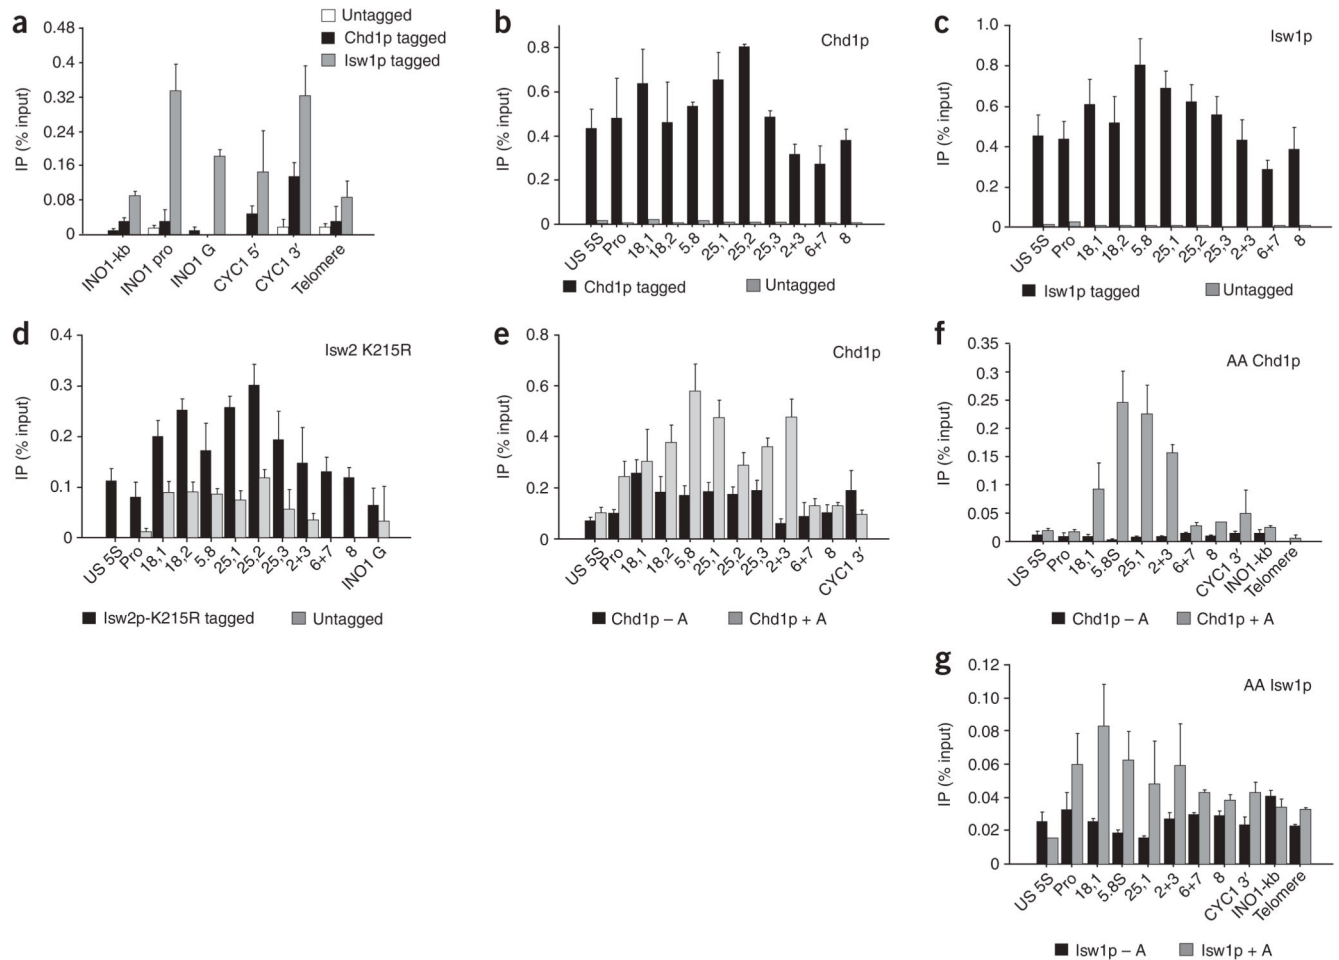 a
IP (% input)
0.48
0.4
0.32
0.24
0.16
0.08
0
Untagged
Chd1p tagged
Isw1p tagged
INO1-kb
INO1 pro
INO1 G
CYC1 5′
CYC1 3′
Telomere
b
IP (% input)
0.8
0.6
0.4
0.2
0
Chd1p
US 5S
Pro
18,1
18,2
5.8
25,1
25,2
25,3
2+3
6+7
8
Chd1p tagged
Untagged
c
IP (% input)
1.0
0.8
0.6
0.4
0.2
0
Isw1p
US 5S
Pro
18,1
18,2
5.8
25,1
25,2
25,3
2+3
6+7
8
Isw1p tagged
Untagged
d
IP (% input)
0.4
0.3
0.2
0.1
0
Isw2 K215R
US 5S
Pro
18,1
18,2
5.8
25,1
25,2
25,3
2+3
6+7
8
INO1 G
Isw2p-K215R tagged
Untagged
e
IP (% input)
0.8
0.6
0.4
0.2
0
Chd1p
US 5S
Pro
18,1
18,2
5,8
25,1
25,2
25,3
2+3
6+7
8
CYC1 3′
Chd1p – A
Chd1p + A
f
IP (% input)
0.35
0.3
0.25
0.2
0.15
0.1
0.05
0
AA Chd1p
US 5S
Pro
18,1
5.8S
25,1
2+3
6+7
8
CYC1 3′
INO1-kb
Telomere
Chd1p – A
Chd1p + A
g
IP (% input)
0.12
0.10
0.08
0.06
0.04
0.02
0
AA Isw1p
US 5S
Pro
18,1
5.8S
25,1
2+3
6+7
8
CYC1 3′
INO1-kb
Telomere
Isw1p – A
Isw1p + A